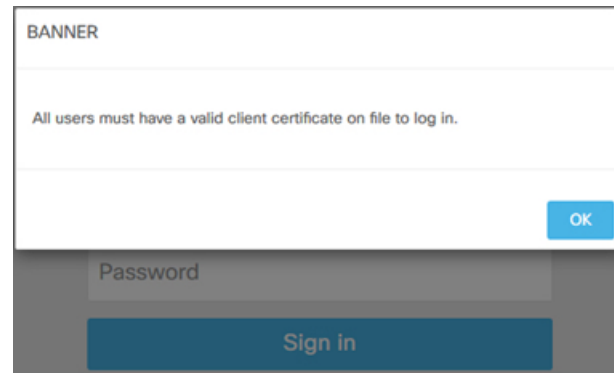 BANNER
All users must have a valid client certificate on file to log in.
OK
Password
Sign in